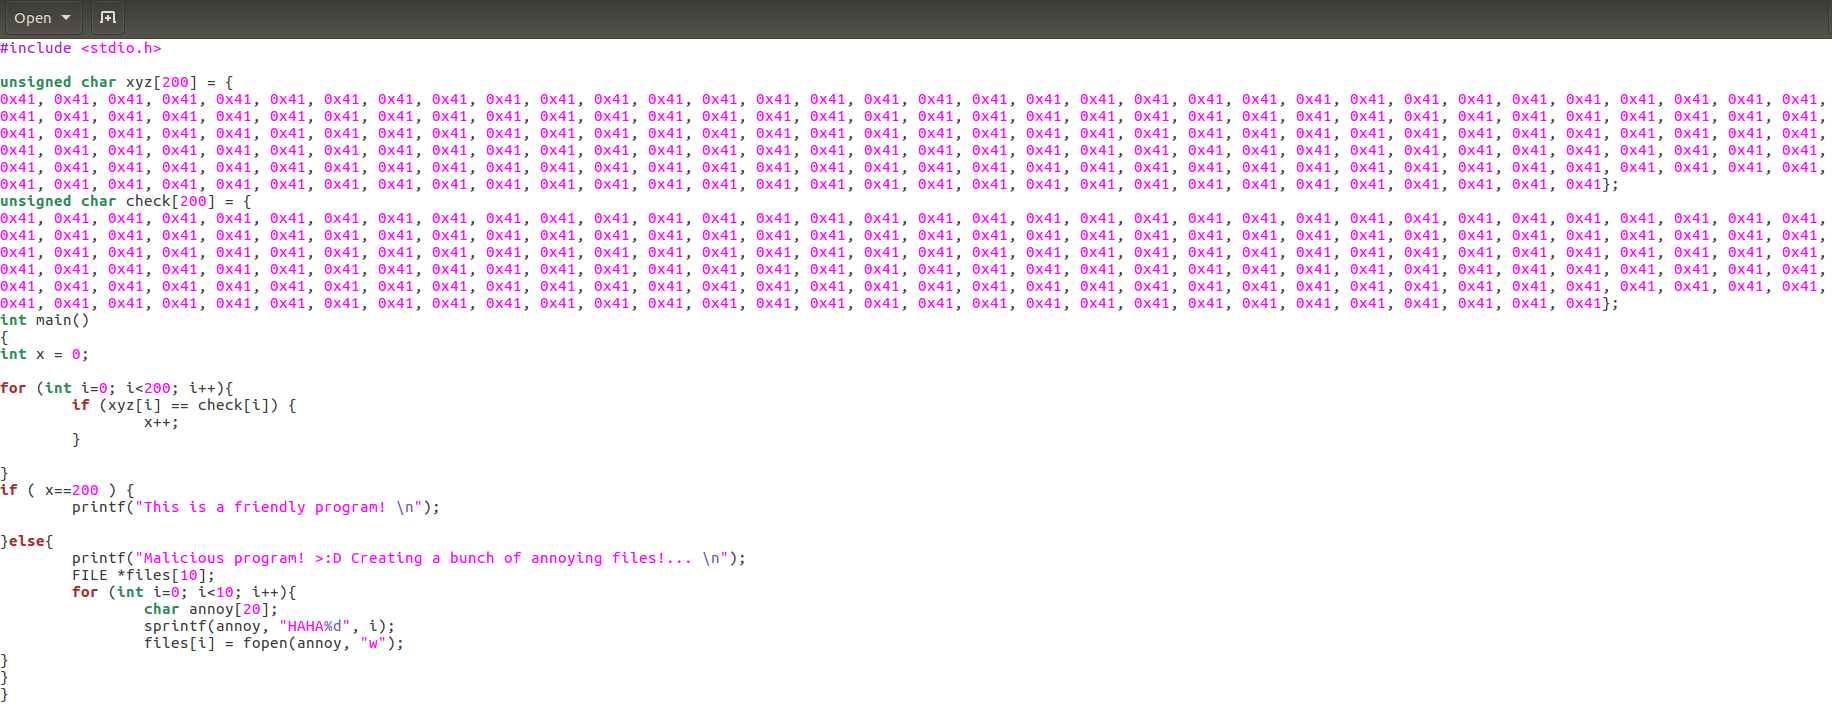 Open
#include <stdio.h>
unsigned char xyz[200] = {
0x41, 0x41, 0x41, 0x41, 0x41, 0x41, 0x41, 0x41, 0x41, 0x41, 0x41, 0x41, 0x41, 0x41, 0x41, 0x41, 0x41, 0x41, 0x41, 0x41, 0x41, 0x41, 0x41, 0x41, 0x41, 0x41, 0x41, 0x41, 0x41, 0x41, 0x41, 0x41, 0x41, 0x41,
0x41, 0x41, 0x41, 0x41, 0x41, 0x41, 0x41, 0x41, 0x41, 0x41, 0x41, 0x41, 0x41, 0x41, 0x41, 0x41, 0x41, 0x41, 0x41, 0x41, 0x41, 0x41, 0x41, 0x41, 0x41, 0x41, 0x41, 0x41, 0x41, 0x41, 0x41, 0x41, 0x41, 0x41,
0x41, 0x41, 0x41, 0x41, 0x41, 0x41, 0x41, 0x41, 0x41, 0x41, 0x41, 0x41, 0x41, 0x41, 0x41, 0x41, 0x41, 0x41, 0x41, 0x41, 0x41, 0x41, 0x41, 0x41, 0x41, 0x41, 0x41, 0x41, 0x41, 0x41, 0x41, 0x41, 0x41, 0x41,
0x41, 0x41, 0x41, 0x41, 0x41, 0x41, 0x41, 0x41, 0x41, 0x41, 0x41, 0x41, 0x41, 0x41, 0x41, 0x41, 0x41, 0x41, 0x41, 0x41, 0x41, 0x41, 0x41, 0x41, 0x41, 0x41, 0x41, 0x41, 0x41, 0x41, 0x41, 0x41, 0x41, 0x41,
0x41, 0x41, 0x41, 0x41, 0x41, 0x41, 0x41, 0x41, 0x41, 0x41, 0x41, 0x41, 0x41, 0x41, 0x41, 0x41, 0x41, 0x41, 0x41, 0x41, 0x41, 0x41, 0x41, 0x41, 0x41, 0x41, 0x41, 0x41, 0x41, 0x41, 0x41, 0x41, 0x41, 0x41,
0x41, 0x41, 0x41, 0x41, 0x41, 0x41, 0x41, 0x41, 0x41, 0x41, 0x41, 0x41, 0x41, 0x41, 0x41, 0x41, 0x41, 0x41, 0x41, 0x41, 0x41, 0x41, 0x41, 0x41, 0x41, 0x41, 0x41, 0x41, 0x41, 0x41};
unsigned char check[200] = {
0x41, 0x41, 0x41, 0x41, 0x41, 0x41, 0x41, 0x41, 0x41, 0x41, 0x41, 0x41, 0x41, 0x41, 0x41, 0x41, 0x41, 0x41, 0x41, 0x41, 0x41, 0x41, 0x41, 0x41, 0x41, 0x41, 0x41, 0x41, 0x41, 0x41, 0x41, 0x41, 0x41, 0x41,
0x41, 0x41, 0x41, 0x41, 0x41, 0x41, 0x41, 0x41, 0x41, 0x41, 0x41, 0x41, 0x41, 0x41, 0x41, 0x41, 0x41, 0x41, 0x41, 0x41, 0x41, 0x41, 0x41, 0x41, 0x41, 0x41, 0x41, 0x41, 0x41, 0x41, 0x41, 0x41, 0x41, 0x41,
0x41, 0x41, 0x41, 0x41, 0x41, 0x41, 0x41, 0x41, 0x41, 0x41, 0x41, 0x41, 0x41, 0x41, 0x41, 0x41, 0x41, 0x41, 0x41, 0x41, 0x41, 0x41, 0x41, 0x41, 0x41, 0x41, 0x41, 0x41, 0x41, 0x41, 0x41, 0x41, 0x41, 0x41,
0x41, 0x41, 0x41, 0x41, 0x41, 0x41, 0x41, 0x41, 0x41, 0x41, 0x41, 0x41, 0x41, 0x41, 0x41, 0x41, 0x41, 0x41, 0x41, 0x41, 0x41, 0x41, 0x41, 0x41, 0x41, 0x41, 0x41, 0x41, 0x41, 0x41, 0x41, 0x41, 0x41, 0x41,
0x41, 0x41, 0x41, 0x41, 0x41, 0x41, 0x41, 0x41, 0x41, 0x41, 0x41, 0x41, 0x41, 0x41, 0x41, 0x41, 0x41, 0x41, 0x41, 0x41, 0x41, 0x41, 0x41, 0x41, 0x41, 0x41, 0x41, 0x41, 0x41, 0x41, 0x41, 0x41, 0x41, 0x41,
0x41, 0x41, 0x41, 0x41, 0x41, 0x41, 0x41, 0x41, 0x41, 0x41, 0x41, 0x41, 0x41, 0x41, 0x41, 0x41, 0x41, 0x41, 0x41, 0x41, 0x41, 0x41, 0x41, 0x41, 0x41, 0x41, 0x41, 0x41, 0x41, 0x41};
int main()
{
int x = 0;
for (int i=0; i<200; i++){
if (xyz[i] == check[i]) {
x++;
}
}
if ( x==200 ) {
printf("This is a friendly program! \n");
}else{
printf("Malicious program! >:D Creating a bunch of annoying files!... \n");
FILE *files[10];
for (int i=0; i<10; i++){
char annoy[20];
sprintf(annoy, "HAHA%d", i);
files[i] = fopen(annoy, "w");
}
}
}